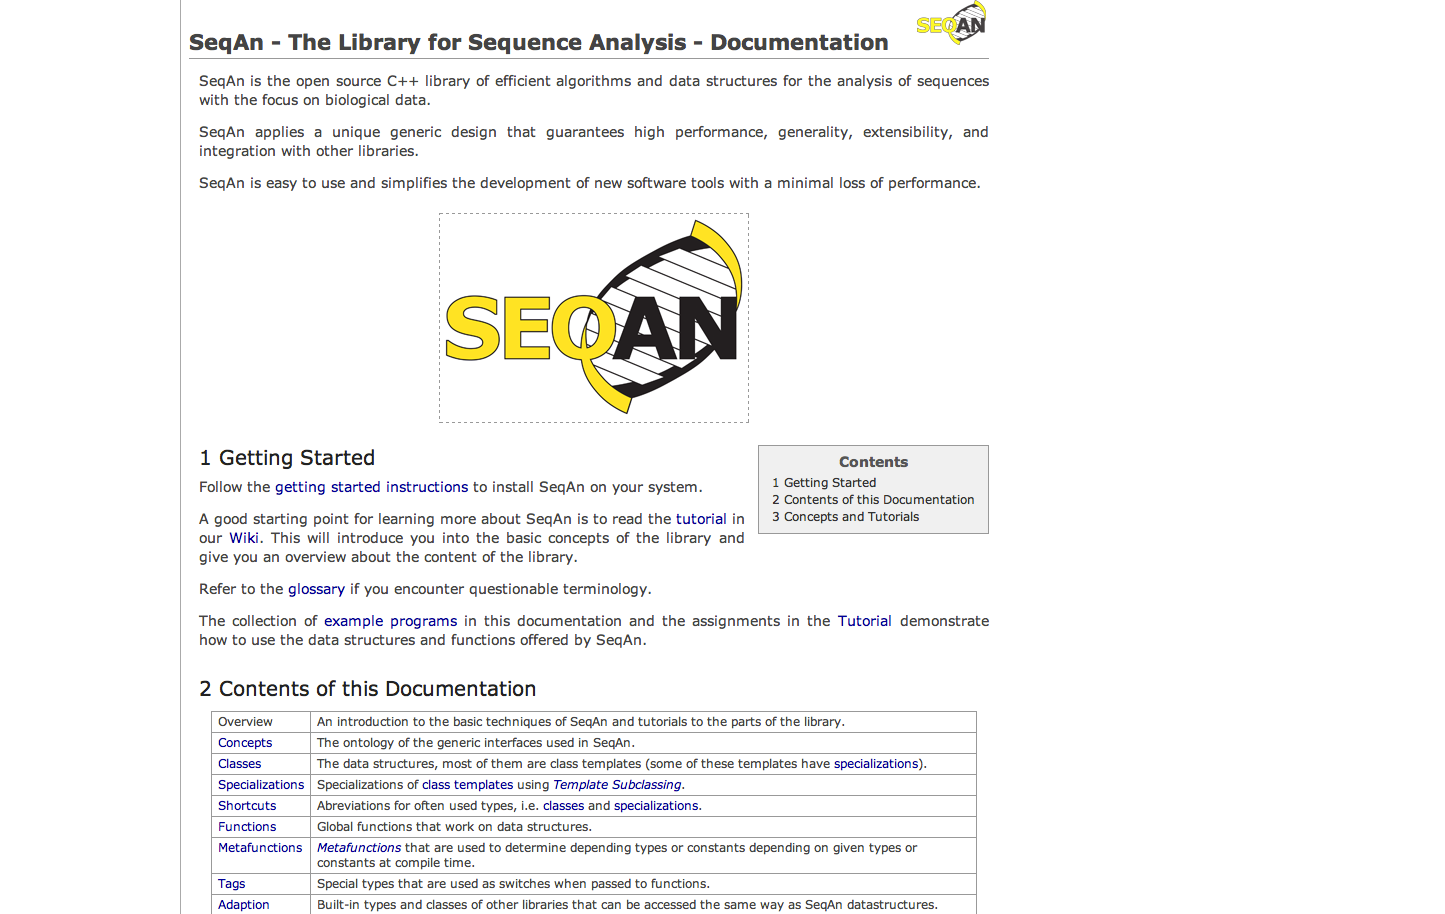 SEQAN
SeqAn - The Library for Sequence Analysis - Documentation
SeqAn is the open source C++ library of efficient algorithms and data structures for the analysis of sequences
with the focus on biological data.
SeqAn applies a unique generic design that guarantees high performance, generality, extensibility, and
integration with other libraries.
SeqAn is easy to use and simplifies the development of new software tools with a minimal loss of performance.
SEQAN
1 Getting Started
Follow the getting started instructions to install SeqAn on your system.
A good starting point for learning more about SeqAn is to read the tutorial in
our Wiki. This will introduce you into the basic concepts of the library and
give you an overview about the content of the library.
Contents
1 Getting Started
2 Contents of this Documentation
3 Concepts and Tutorials
Refer to the glossary if you encounter questionable terminology.
The collection of example programs in this documentation and the assignments in the Tutorial demonstrate
how to use the data structures and functions offered by SeqAn.
2 Contents of this Documentation
Overview An introduction to the basic techniques of SeqAn and tutorials to the parts of the library.
Concepts The ontology of the generic interfaces used in SeqAn.
Classes The data structures, most of them are class templates (some of these templates have specializations).
Specializations Specializations of class templates using Template Subclassing.
Shortcuts Abreviations for often used types, i.e. classes and specializations.
Functions Global functions that work on data structures.
Metafunctions Metafunctions that are used to determine depending types or constants depending on given types or
constants at compile time.
Tags Special types that are used as switches when passed to functions.
Adaption Built-in types and classes of other libraries that can be accessed the same way as SeqAn datastructures.